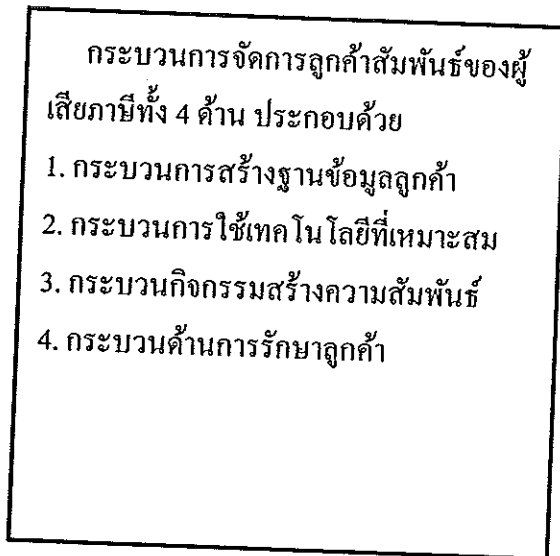 กระบวนการจัดการลูกค้าสัมพันธ์ของผู้
เสียภาษีทั้ง 4 ด้าน ประกอบด้วย
1. กระบวนการสร้างฐานข้อมูลลูกค้า
2. กระบวนการใช้เทคโนโลยีที่เหมาะสม
3. กระบวนกิจกรรมสร้างความสัมพันธ์
4. กระบวนด้านการรักษาลูกค้า